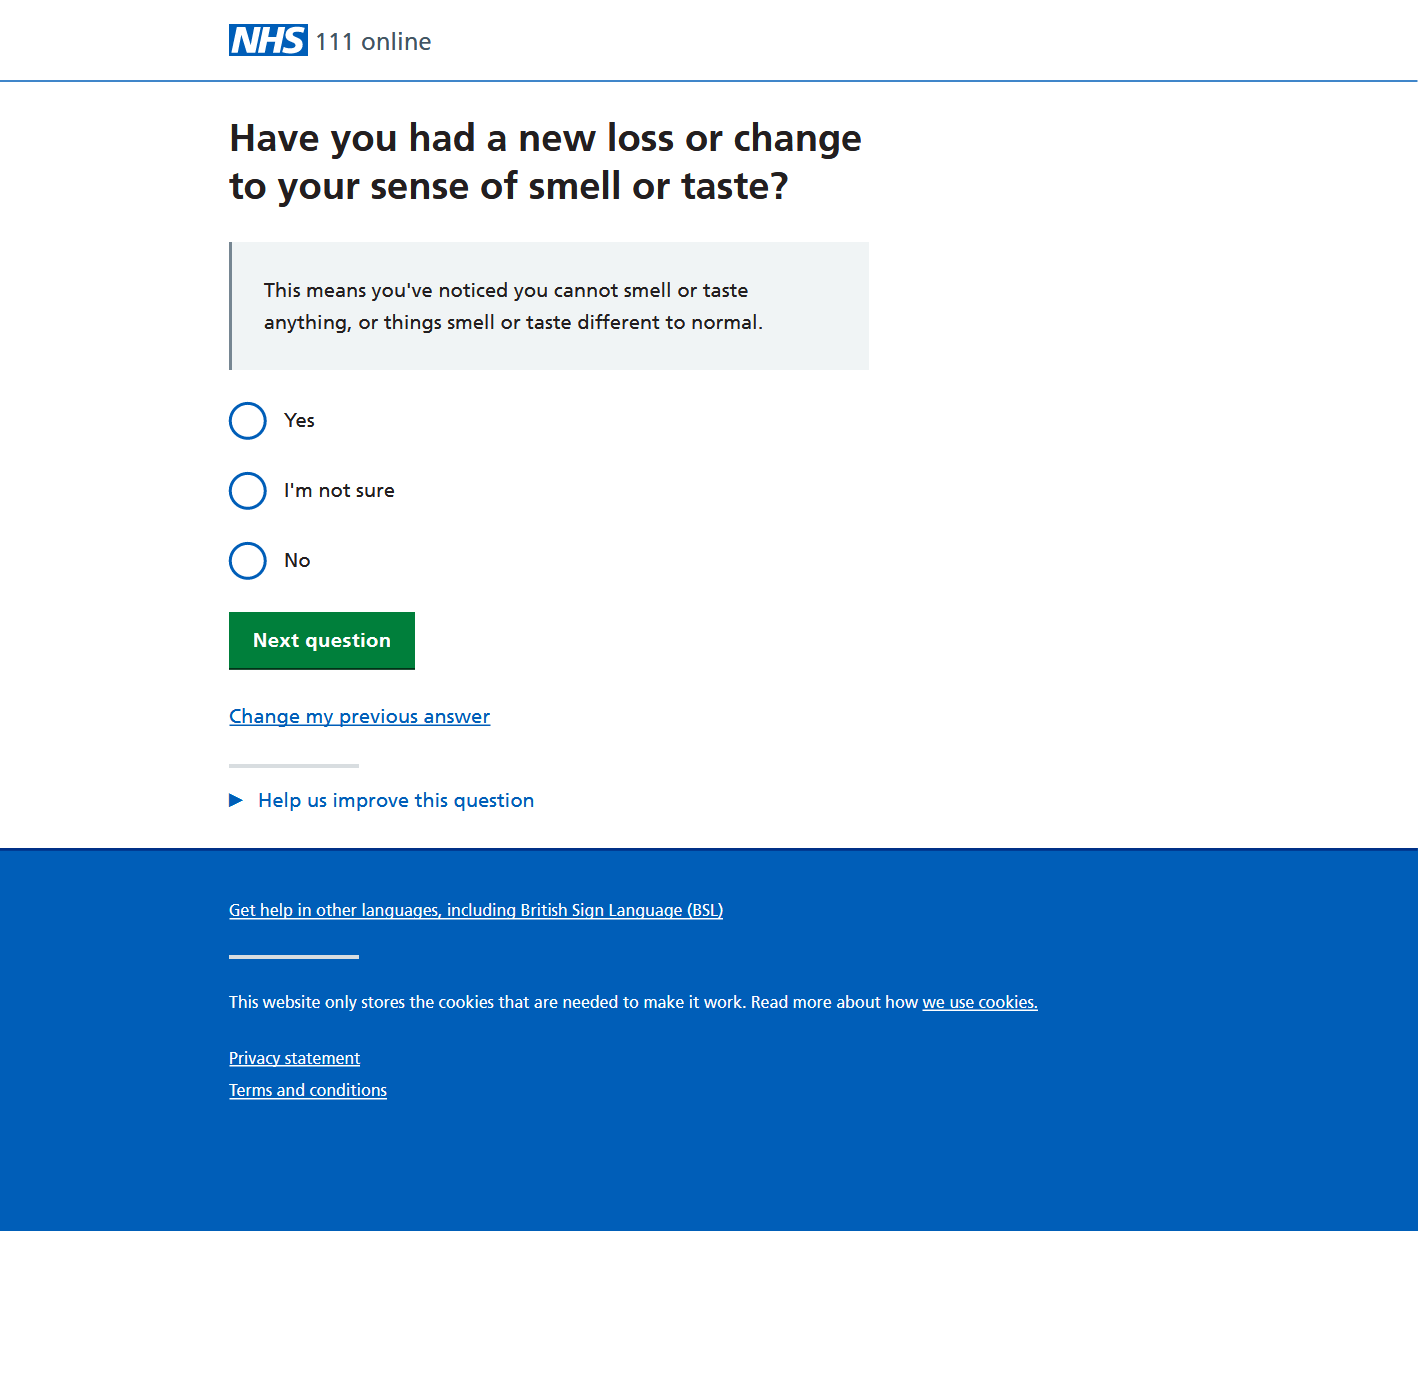 NHS 111 online
Have you had a new loss or change
to your sense of smell or taste?
This means you've noticed you cannot smell or taste
anything, or things smell or taste different to normal.
Yes
I'm not sure
No
Next question
Change my previous answer
Help us improve this question
Get help in other languages, including British Sign Language (BSL)
This website only stores the cookies that are needed to make it work. Read more about how we use cookies.
Privacy statement
Terms and conditions